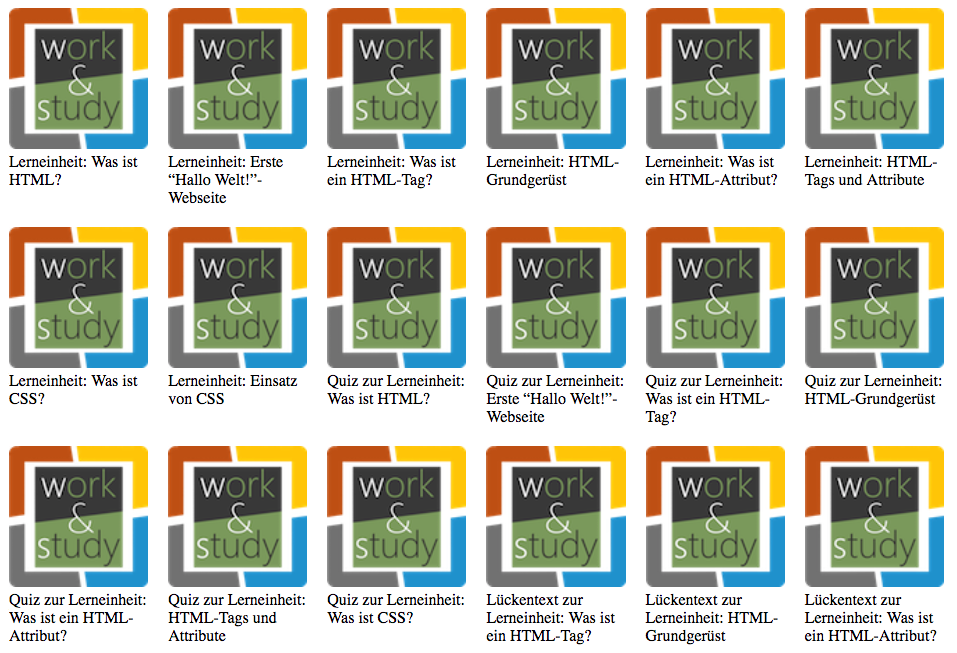 work work work work work work
& & & & & &
study study study study study study
Lerneinheit: Was ist
HTML?
Lerneinheit: Erste
“Hallo Welt!”-
Webseite
Lerneinheit: Was ist
ein HTML-Tag?
Lerneinheit: HTML-
Grundgerüst
Lerneinheit: Was ist
ein HTML-Attribut?
Lerneinheit: HTML-
Tags und Attribute
work work work work work work
& & & & & &
study study study study study study
Lerneinheit: Was ist
CSS?
Lerneinheit: Einsatz
von CSS
Quiz zur Lerneinheit:
Was ist HTML?
Quiz zur Lerneinheit:
Erste “Hallo Welt!”-
Webseite
Quiz zur Lerneinheit:
Was ist ein HTML-
Tag?
Quiz zur Lerneinheit:
HTML-Grundgerüst
work work work work work work
& & & & & &
study study study study study study
Quiz zur Lerneinheit:
Was ist ein HTML-
Attribut?
Quiz zur Lerneinheit:
HTML-Tags und
Attribute
Quiz zur Lerneinheit:
Was ist CSS?
Lückentext zur
Lerneinheit: Was ist
ein HTML-Tag?
Lückentext zur
Lerneinheit: HTML-
Grundgerüst
Lückentext zur
Lerneinheit: Was ist
ein HTML-Attribut?